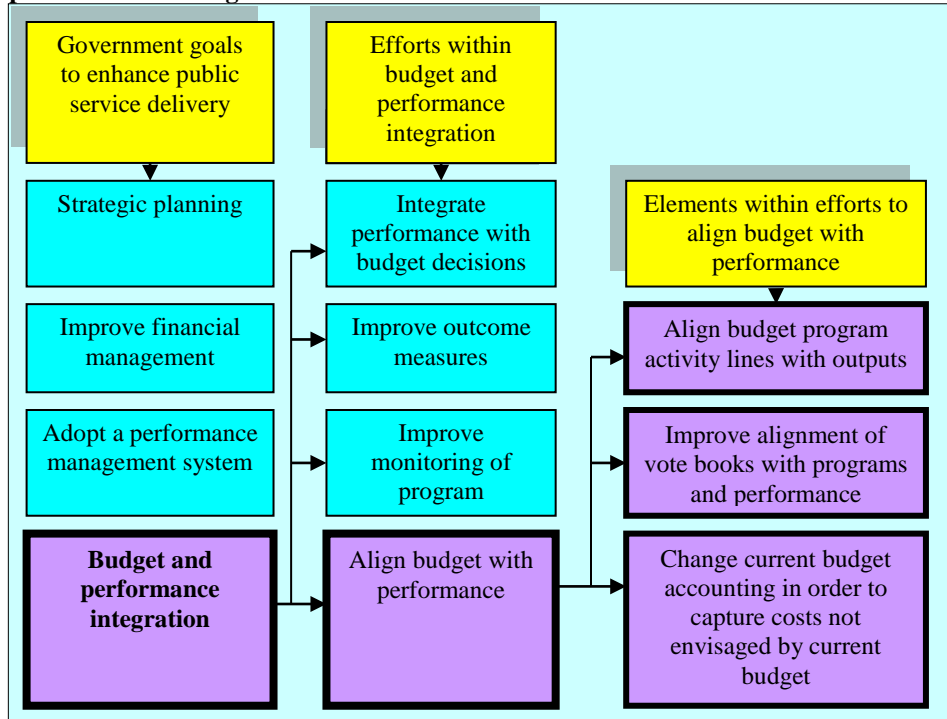 Government goals
to enhance public
service delivery
Strategic planning
Improve financial
management
Adopt a performance
management system
Budget and
performance
integration
Efforts within
budget and
performance
integration
Integrate
performance with
budget decisions
Improve outcome
measures
Improve
monitoring of
program
Align budget with
performance
Elements within efforts to
align budget with
performance
Align budget program
activity lines with outputs
Improve alignment of
vote books with programs
and performance
Change current budget
accounting in order to
capture costs not
envisaged by current
budget